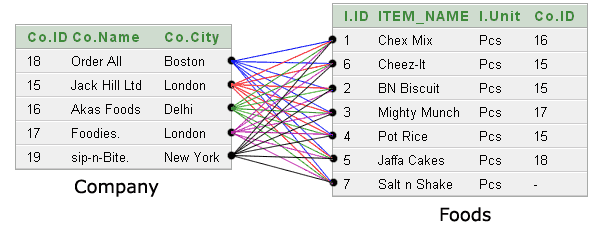 Co.ID Co.Name Co.City
18 Order All Boston
15 Jack Hill Ltd London
16 Akas Foods Delhi
17 Foodies. London
19 sip-n-Bite. New York
Company
I.ID ITEM_NAME I.Unit Co.ID
1 Chex Mix Pcs 16
6 Cheez-It Pcs 15
2 BN Biscuit Pcs 15
3 Mighty Munch Pcs 17
4 Pot Rice Pcs 15
5 Jaffa Cakes Pcs 18
7 Salt n Shake Pcs -
Foods